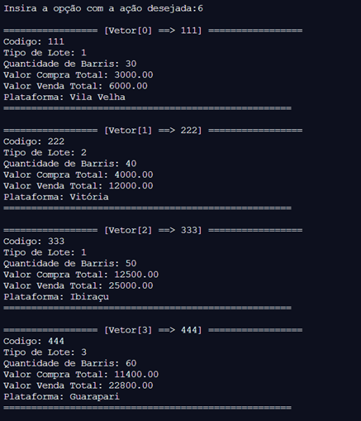 Insira a opção com a ação desejada:6
================= [Vetor[0] ==> 111] =================
Codigo: 111
Tipo de Lote: 1
Quantidade de Barris: 30
Valor Compra Total: 3000.00
Valor Venda Total: 6000.00
Plataforma: Vila Velha
====================================================
================= [Vetor[1] ==> 222] =================
Codigo: 222
Tipo de Lote: 2
Quantidade de Barris: 40
Valor Compra Total: 4000.00
Valor Venda Total: 12000.00
Plataforma: Vitória
====================================================
================= [Vetor[2] ==> 333] =================
Codigo: 333
Tipo de Lote: 1
Quantidade de Barris: 50
Valor Compra Total: 12500.00
Valor Venda Total: 25000.00
Plataforma: Ibiraçu
====================================================
================= [Vetor[3] ==> 444] =================
Codigo: 444
Tipo de Lote: 3
Quantidade de Barris: 60
Valor Compra Total: 11400.00
Valor Venda Total: 22800.00
Plataforma: Guarapari
====================================================